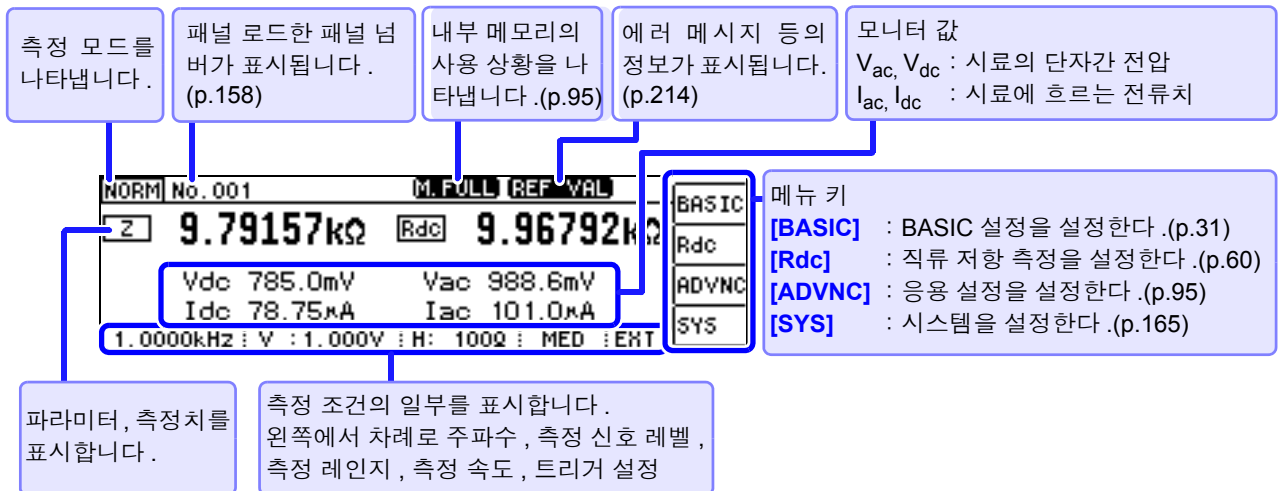 측정 모드를
나타냅니다 .
패널 로드한 패널 넘
버가 표시됩니다 .
(p.158)
내부 메모리의
사용 상황을 나
타냅니다 .(p.95)
에러 메시지 등의
정보가 표시됩니다.
(p.214)
모니터 값
Vac, Vdc : 시료의 단자간 전압
Iac, Idc : 시료에 흐르는 전류치
NORM No.001 M.FULL REF VAL
Z 9.79157kΩ Rdc 9.96792kΩ
Vdc 785.0mV Vac 988.6mV
Idc 78.75μA Iac 101.0μA
1.0000kHz : V :1.000V : H: 100Ω : MED :EXT
BASIC
Rdc
ADVNC
SYS
메뉴 키
[BASIC] : BASIC 설정을 설정한다 .(p.31)
[Rdc] : 직류 저항 측정을 설정한다 .(p.60)
[ADVNC] : 응용 설정을 설정한다 .(p.95)
[SYS] : 시스템을 설정한다 .(p.165)
파라미터 , 측정치를
표시합니다 .
측정 조건의 일부를 표시합니다 .
왼쪽에서 차례로 주파수 , 측정 신호 레벨 ,
측정 레인지 , 측정 속도 , 트리거 설정